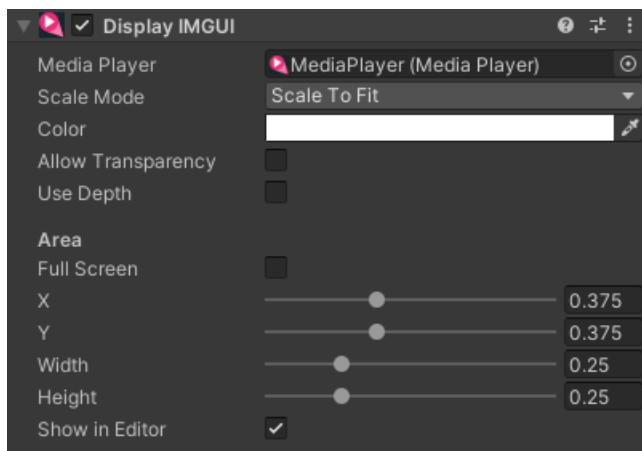 Display IMGUI
Media Player MediaPlayer (Media Player)
Scale Mode Scale To Fit
Color
Allow Transparency
Use Depth
Area
Full Screen
X 0.375
Y 0.375
Width 0.25
Height 0.25
Show in Editor